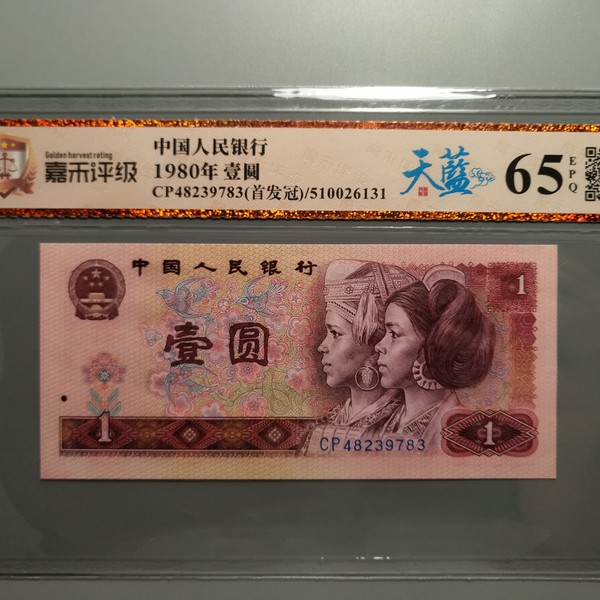 Golden harvest rating
嘉禾评级
中国人民银行
1980年 壹圆
CP48239783(首发冠)/510026131
天蓝
65
EPQ
中国人民银行
1
壹圆
1
CP48239783
1